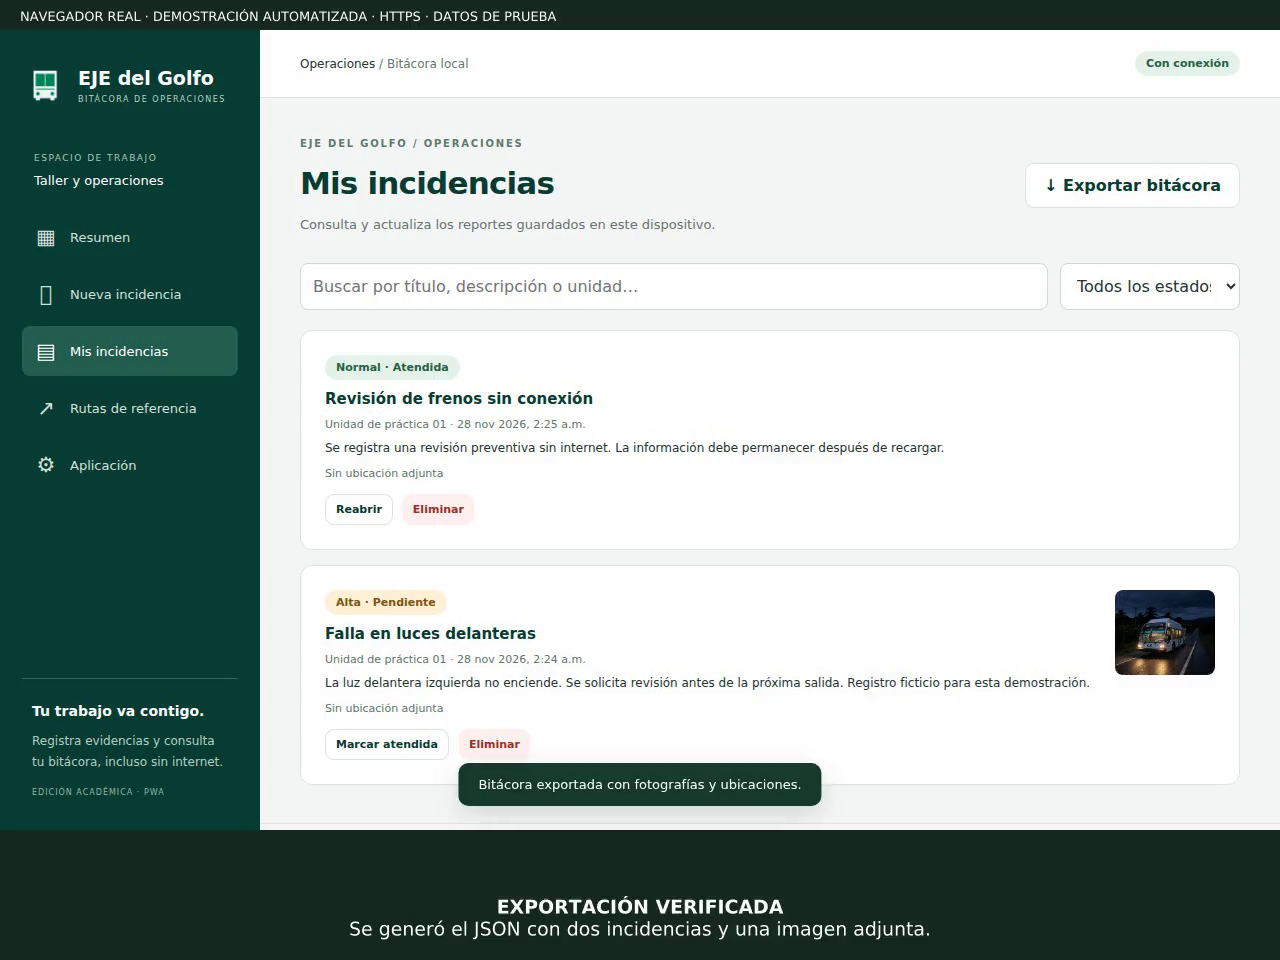 NAVEGADOR REAL · DEMOSTRACIÓN AUTOMATIZADA · HTTPS · DATOS DE PRUEBA
EJE del Golfo
BITÁCORA DE OPERACIONES
ESPACIO DE TRABAJO
Taller y operaciones
Resumen
Nueva incidencia
Mis incidencias
Rutas de referencia
Aplicación
Tu trabajo va contigo.
Registra evidencias y consulta
tu bitácora, incluso sin internet.
EDICIÓN ACADÉMICA · PWA
Operaciones / Bitácora local
Con conexión
EJE DEL GOLFO / OPERACIONES
Mis incidencias
↓ Exportar bitácora
Consulta y actualiza los reportes guardados en este dispositivo.
Buscar por título, descripción o unidad...
Todos los estados
Normal · Atendida
Revisión de frenos sin conexión
Unidad de práctica 01 · 28 nov 2026, 2:25 a.m.
Se registra una revisión preventiva sin internet. La información debe permanecer después de recargar.
Sin ubicación adjunta
Reabrir
Eliminar
Alta · Pendiente
Falla en luces delanteras
Unidad de práctica 01 · 28 nov 2026, 2:24 a.m.
La luz delantera izquierda no enciende. Se solicita revisión antes de la próxima salida. Registro ficticio para esta demostración.
Sin ubicación adjunta
Marcar atendida
Eliminar
Bitácora exportada con fotografías y ubicaciones.
EXPORTACIÓN VERIFICADA
Se generó el JSON con dos incidencias y una imagen adjunta.